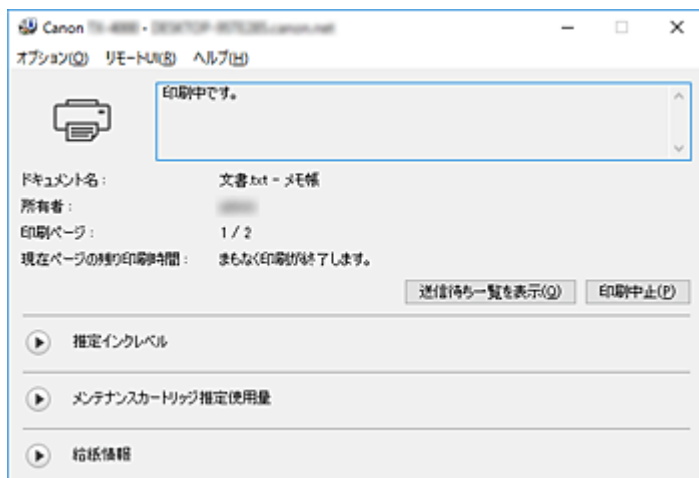 Canon
オプション(O) リモートUI(R) ヘルプ(H)
印刷中です。
ドキュメント名 : 文書.txt - メモ帳
所有者 :
印刷ページ : 1 / 2
現在ページの残り印刷時間 : まもなく印刷が終了します。
送信待ち一覧を表示(Q) 印刷中止(P)
推定インクレベル
メンテナンスカートリッジ推定使用量
給紙情報